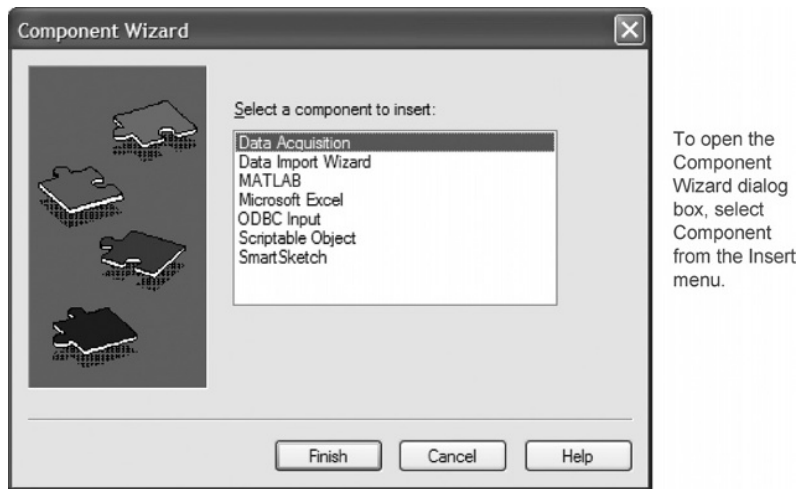 Component Wizard
Select a component to insert:
Data Acquisition
Data Import Wizard
MATLAB
Microsoft Excel
ODBC Input
Scriptable Object
SmartSketch
Finish
Cancel
Help
To open the
Component
Wizard dialog
box, select
Component
from the Insert
menu.